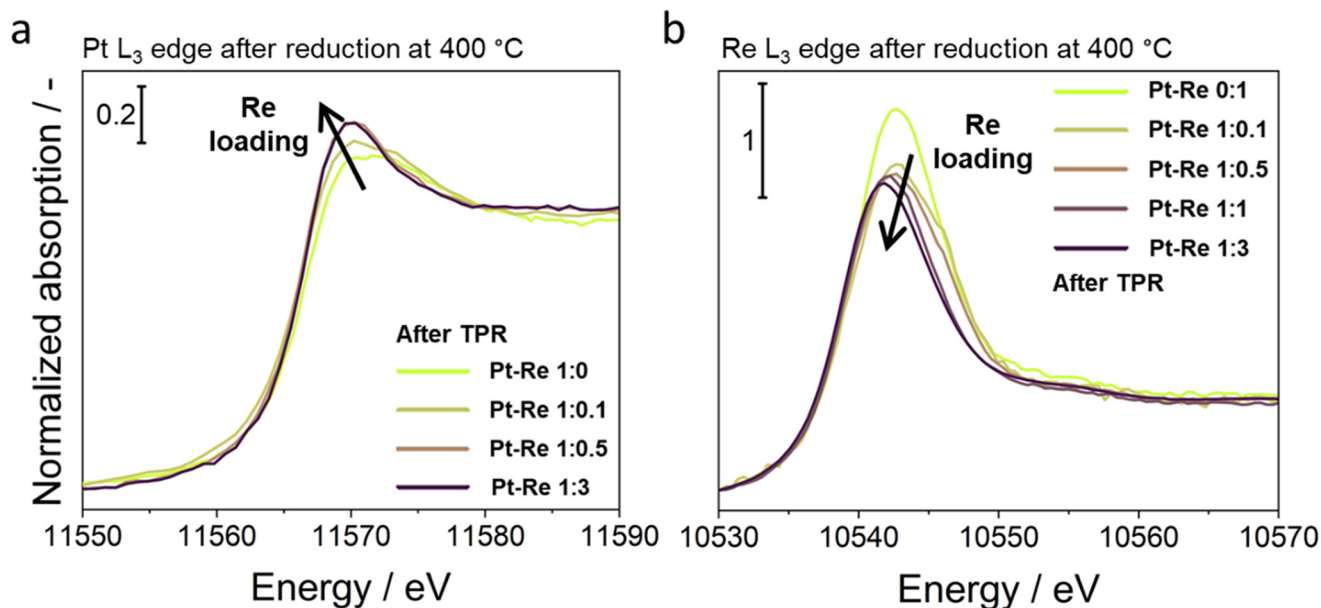 a
Pt L₃ edge after reduction at 400 °C
Normalized absorption / -
0.2
Re
loading
After TPR
Pt-Re 1:0
Pt-Re 1:0.1
Pt-Re 1:0.5
Pt-Re 1:3
11550 11560 11570 11580 11590
Energy / eV
b
Re L₃ edge after reduction at 400 °C
1
Re
loading
Pt-Re 0:1
Pt-Re 1:0.1
Pt-Re 1:0.5
Pt-Re 1:1
Pt-Re 1:3
After TPR
10530 10540 10550 10560 10570
Energy / eV